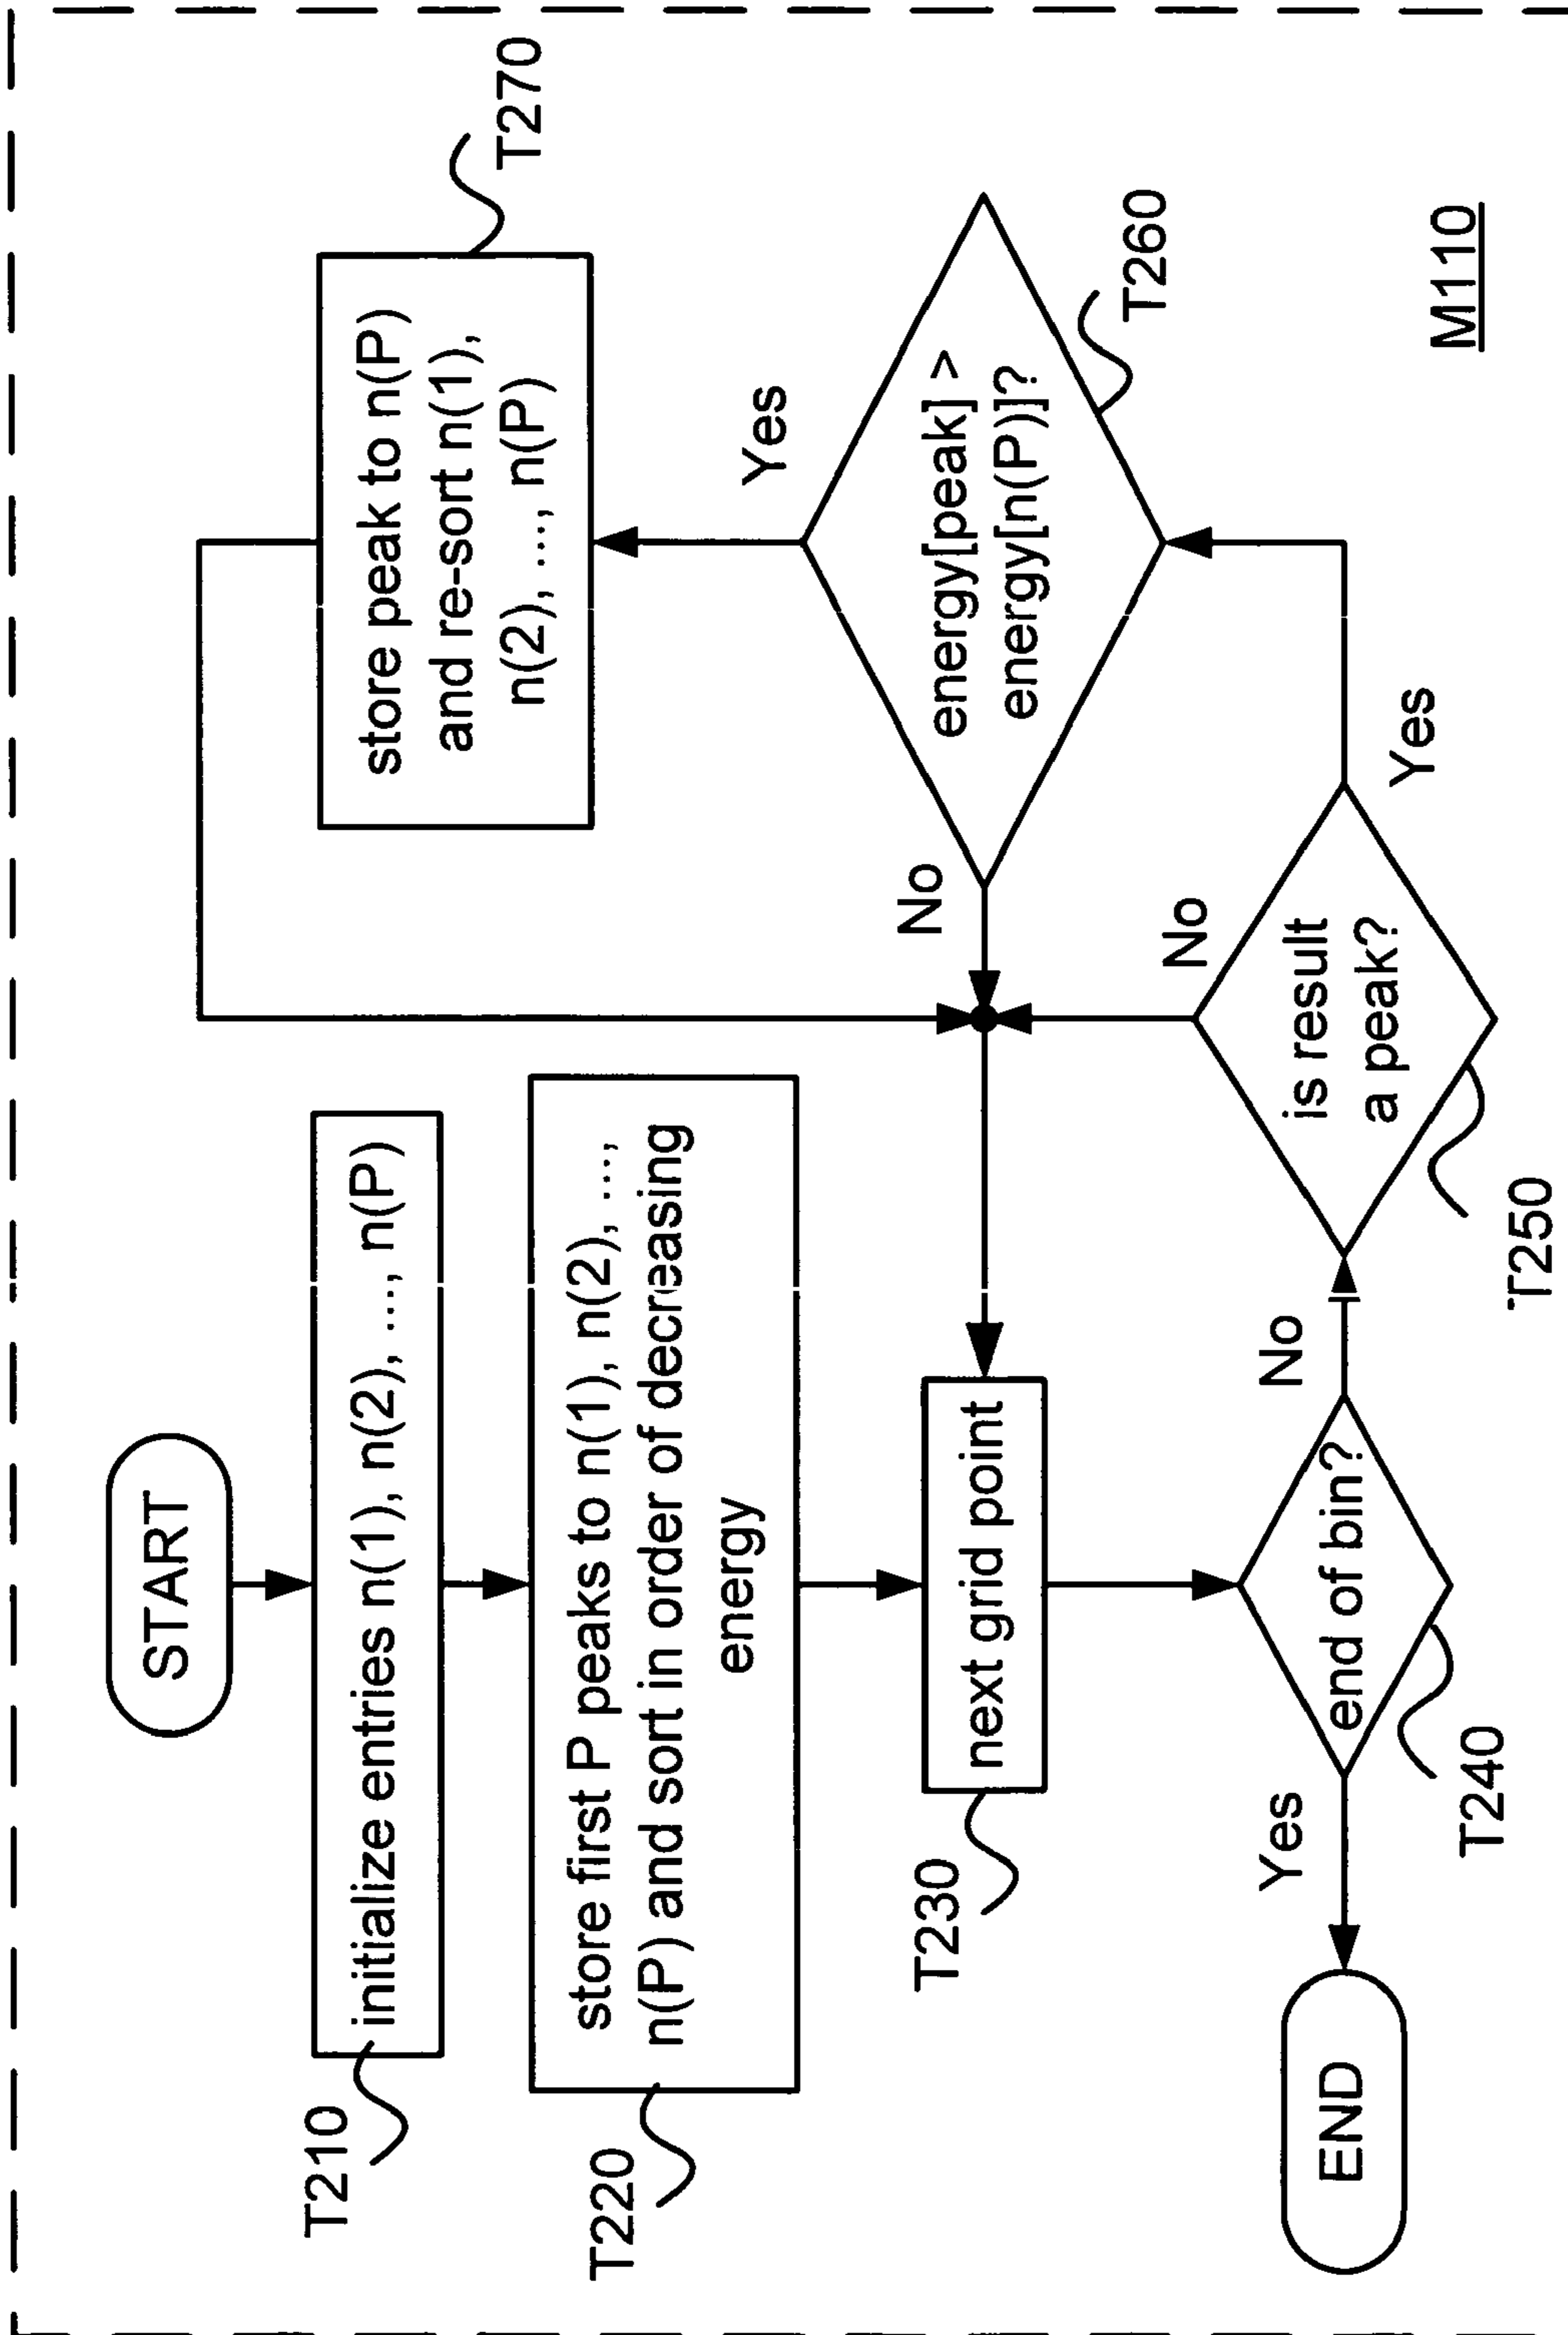 START
T210
initialize entries n(1), n(2), ..., n(P)
T220
store first P peaks to n(1), n(2), ...,
n(P) and sort in order of decreasing
energy
T230
next grid point
T240
end of bin?
Yes
END
No
T250
is result
a peak?
No
Yes
T260
energy[peak] >
energy[n(P)]?
No
Yes
T270
store peak to n(P)
and re-sort n(1),
n(2), ..., n(P)
M110